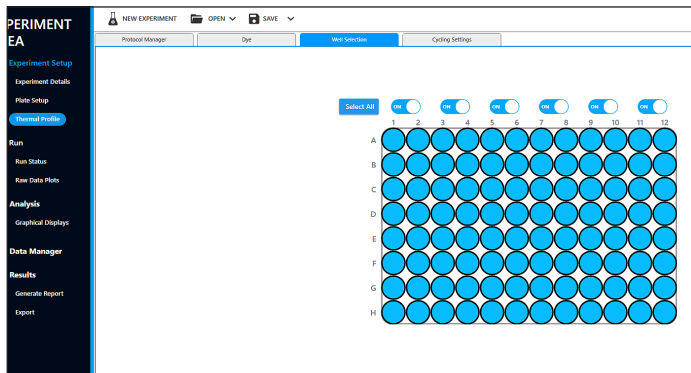 PERIMENT
EA
Experiment Setup
Experiment Details
Plate Setup
Thermal Profile
Run
Run Status
Raw Data Plots
Analysis
Graphical Displays
Data Manager
Results
Generate Report
Export
NEW EXPERIMENT OPEN SAVE
Protocol Manager Dye Well Selection Cycling Settings
Select All ON ON ON ON ON ON
1 2 3 4 5 6 7 8 9 10 11 12
A
B
C
D
E
F
G
H